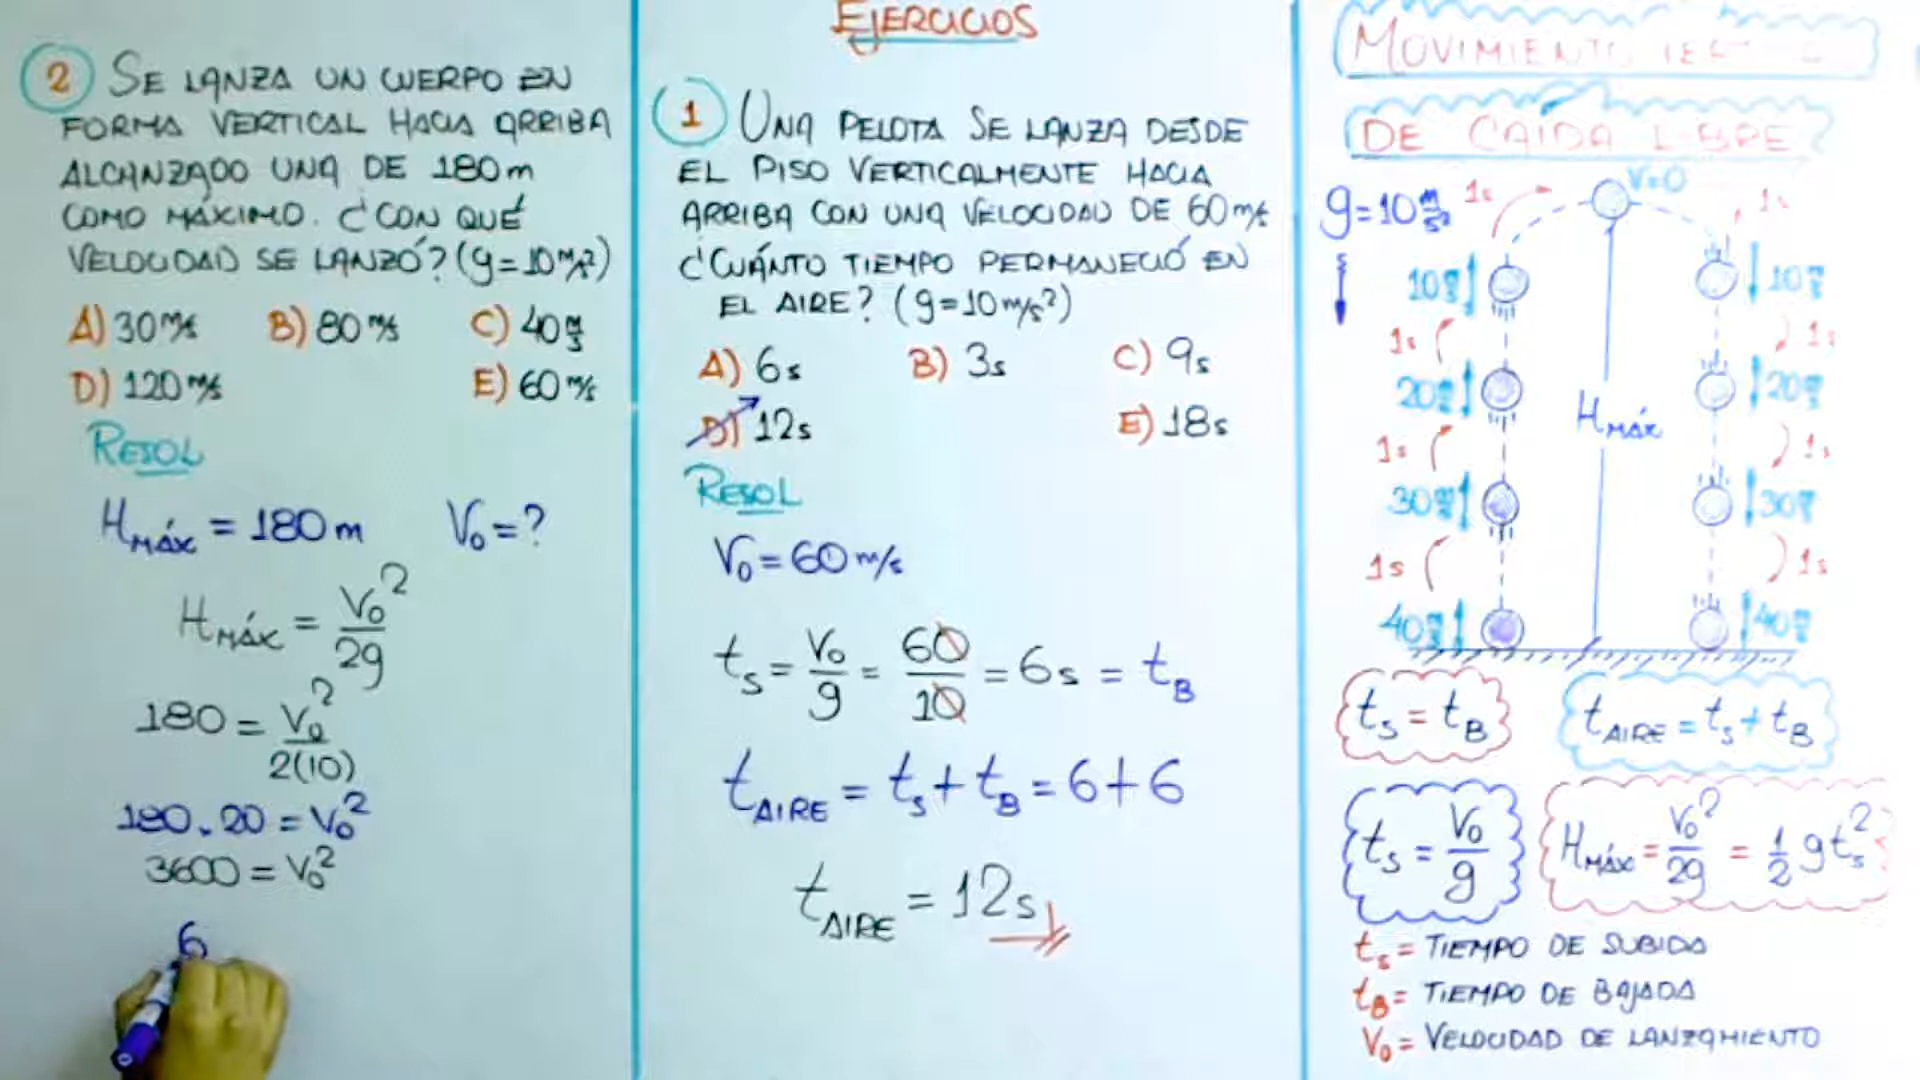 EJERCICIOS
2 SE LANZA UN CUERPO EN
FORMA VERTICAL HACIA ARRIBA
ALCANZADO UNA DE 180m
COMO MÁXIMO. ¿CON QUÉ
VELOCIDAD SE LANZÓ? (g=10m/s²)
A) 30m/s B) 80m/s C) 40m/s
D) 120m/s E) 60m/s
RESOL
Hmáx = 180m V₀=?
Hmáx = V₀²/2g
180 = V₀²/2(10)
180.20 = V₀²
3600 = V₀²
6
1 UNA PELOTA SE LANZA DESDE
EL PISO VERTICALMENTE HACIA
ARRIBA CON UNA VELOCIDAD DE 60m/s
¿CUÁNTO TIEMPO PERMANECIÓ EN
EL AIRE? (g=10m/s²)
A) 6s B) 3s C) 9s
D) 12s E) 18s
RESOL
V₀=60m/s
ts = V₀/g = 60/10 = 6s = tB
tAIRE = ts + tB = 6+6
tAIRE = 12s
MOVIMIENTO
DE CAIDA LIBRE
g=10m/s² 1s V=0 1s
10m/s 10m/s
1s 1s
20m/s Hmáx 20m/s
1s 1s
30m/s 30m/s
1s 1s
40m/s 40m/s
ts = tB tAIRE = ts + tB
ts = V₀/g Hmáx = V₀²/2g = 1/2 gts²
ts = TIEMPO DE SUBIDA
tB = TIEMPO DE BAJADA
V₀ = VELOCIDAD DE LANZAMIENTO